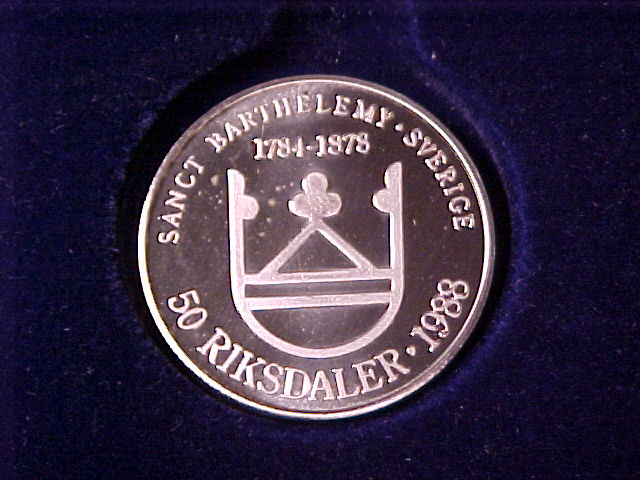 SANCT BARTHELEMY · SVERIGE
1784-1878
50 RIKSDALER · 1988